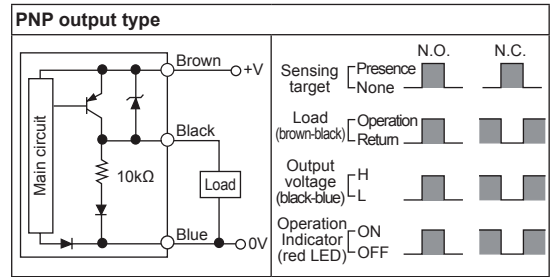 PNP output type
Brown
+V
Black
Main circuit
10kΩ
Load
Blue
0V
N.O.
N.C.
Sensing
target
Presence
None
Load
(brown-black)
Operation
Return
Output
voltage
(black-blue)
H
L
Operation
Indicator
(red LED)
ON
OFF